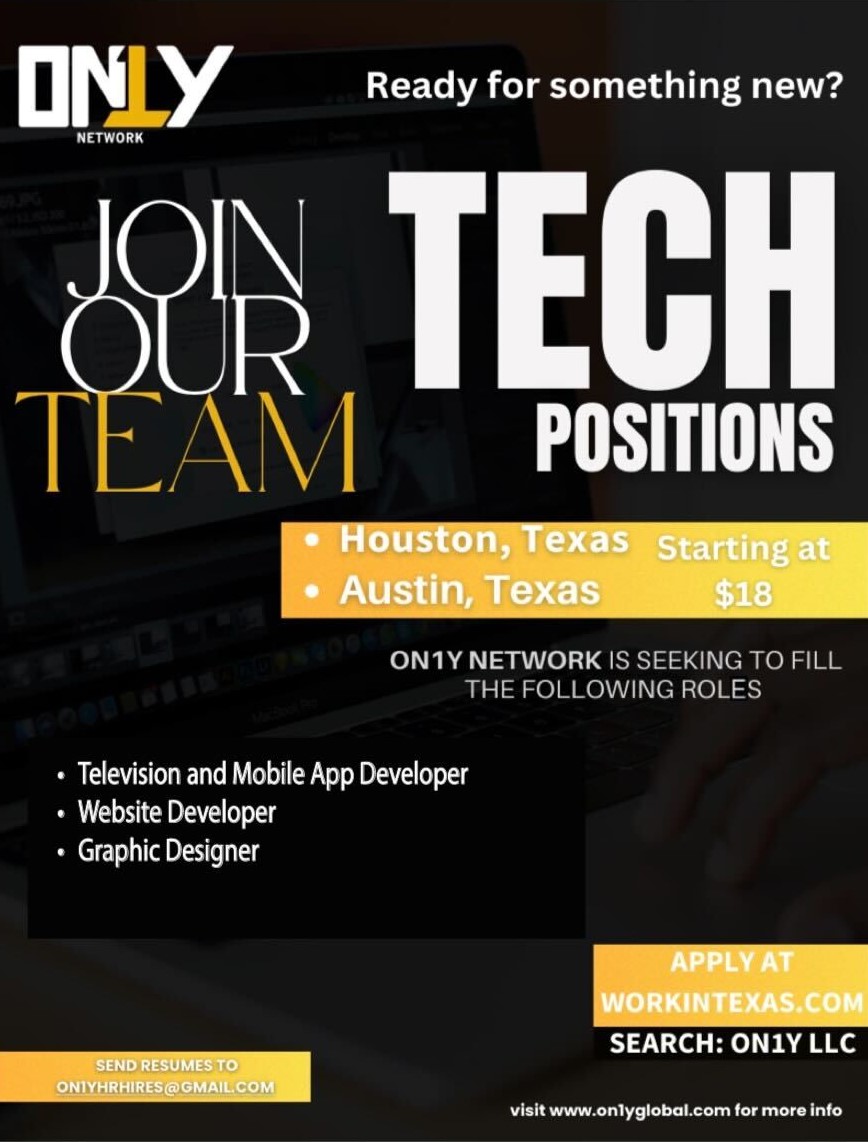 ON1Y
NETWORK
Ready for something new?
JOIN
OUR
TEAM
TECH
POSITIONS
• Houston, Texas
• Austin, Texas
Starting at
$18
ON1Y NETWORK IS SEEKING TO FILL
THE FOLLOWING ROLES
• Television and Mobile App Developer
• Website Developer
• Graphic Designer
APPLY AT
WORKINTEXAS.COM
SEARCH: ON1Y LLC
SEND RESUMES TO
ON1YHRHIRES@GMAIL.COM
visit www.on1yglobal.com for more info